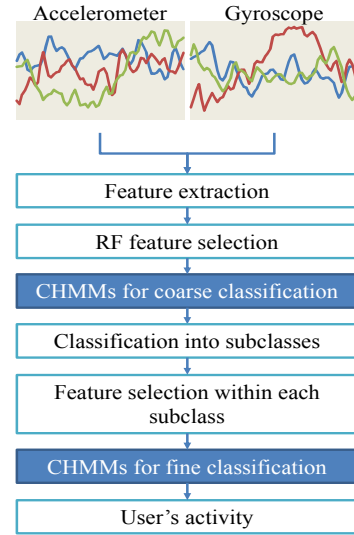 Accelerometer Gyroscope
Feature extraction
RF feature selection
CHMMs for coarse classification
Classification into subclasses
Feature selection within each
subclass
CHMMs for fine classification
User's activity